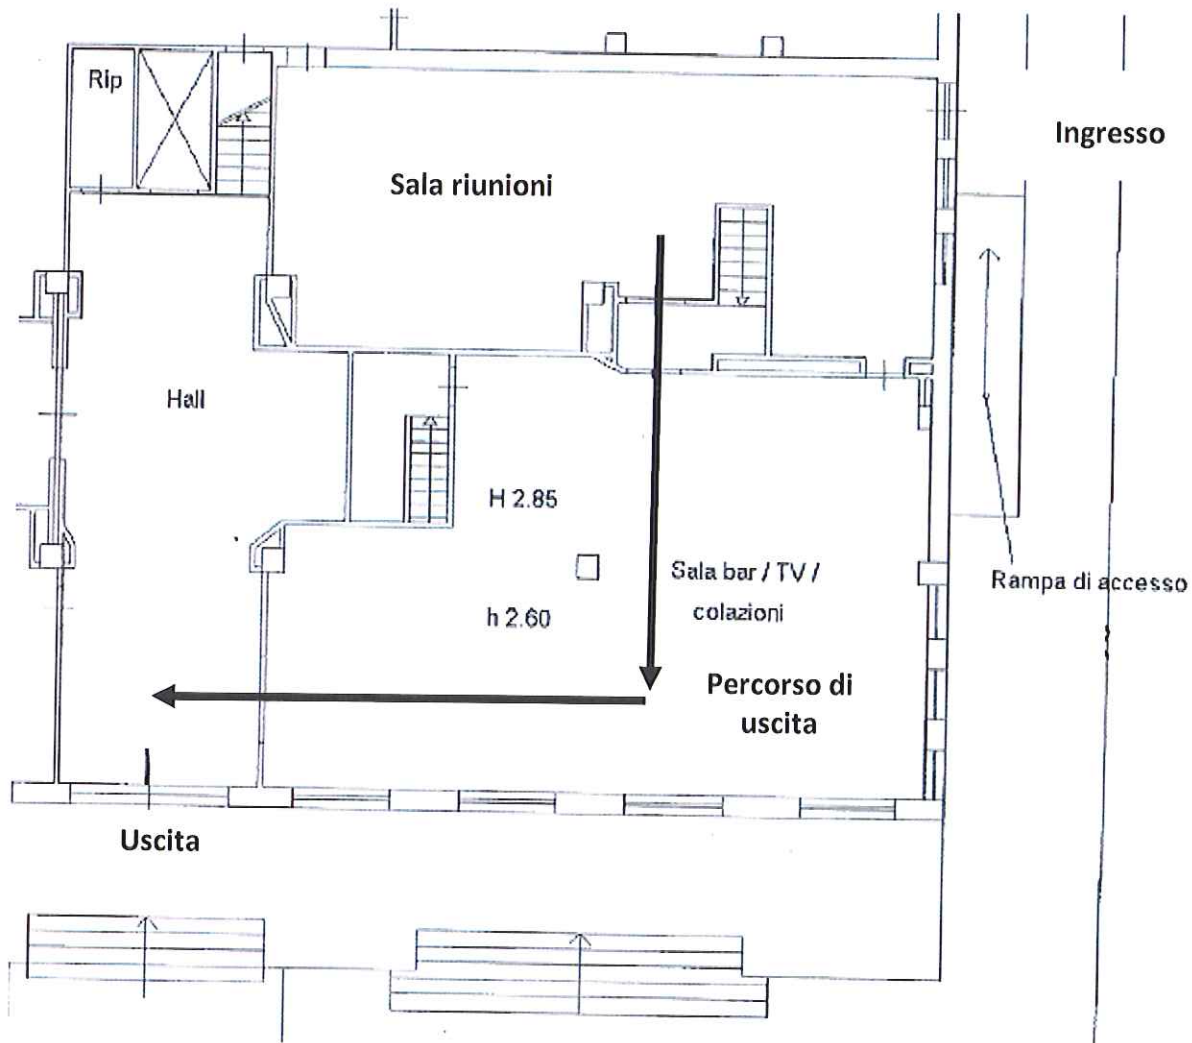 Rip
Ingresso
Sala riunioni
Hall
H 2.85
Sala bar / TV /
colazioni
Rampa di accesso
h 2.60
Percorso di
uscita
Uscita